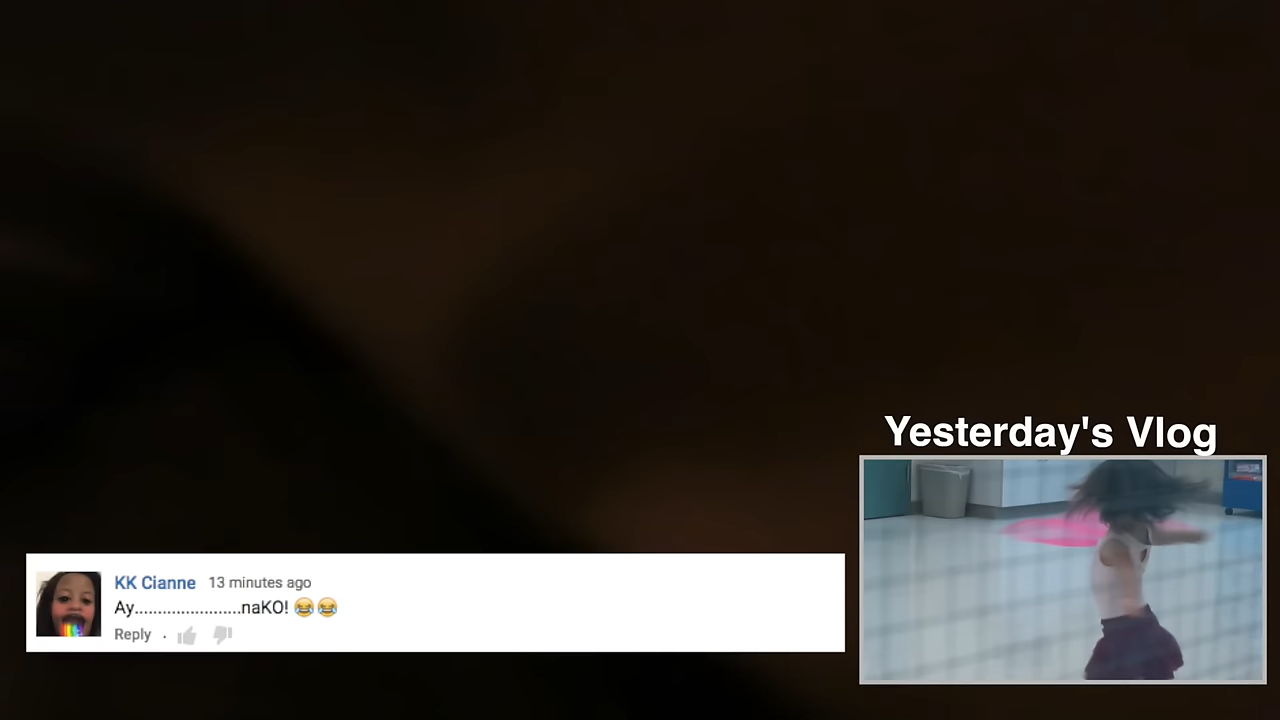 Yesterday's Vlog
KK Cianne 13 minutes ago
Ay.......................naKO! 😂😂
Reply ·